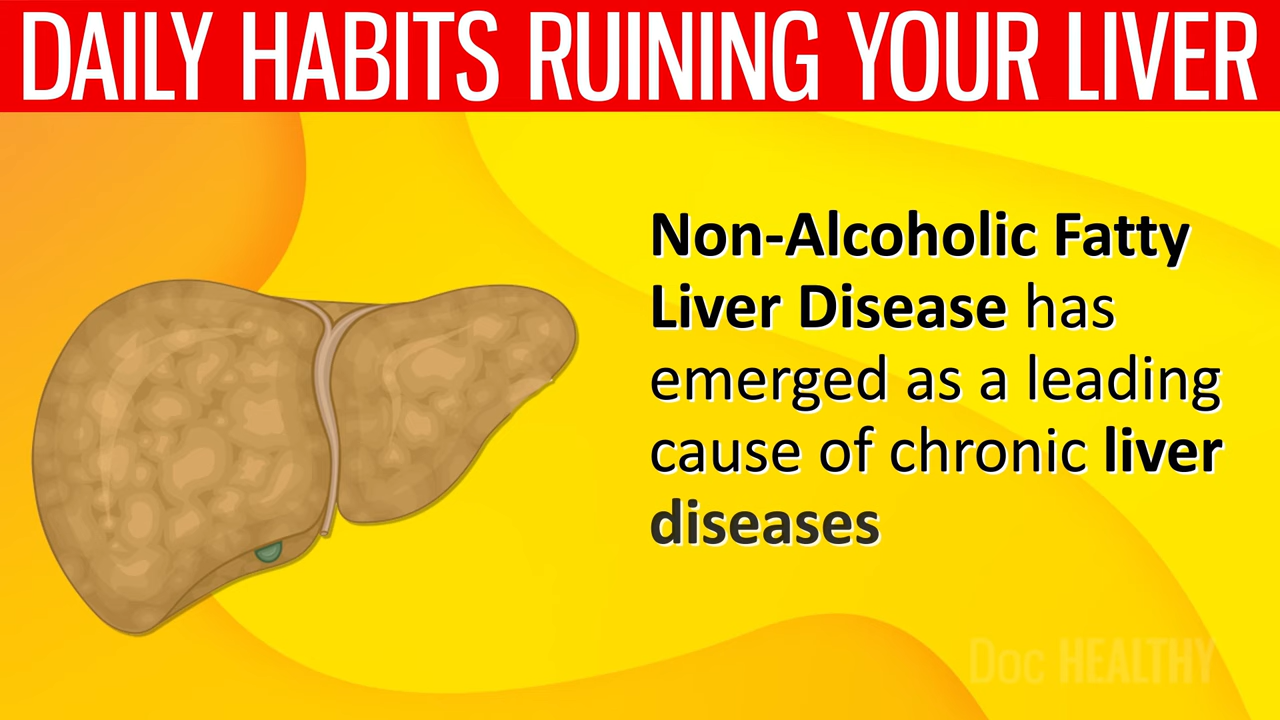 DAILY HABITS RUINING YOUR LIVER
Non-Alcoholic Fatty
Liver Disease has
emerged as a leading
cause of chronic liver
diseases
Doc HEALTHY